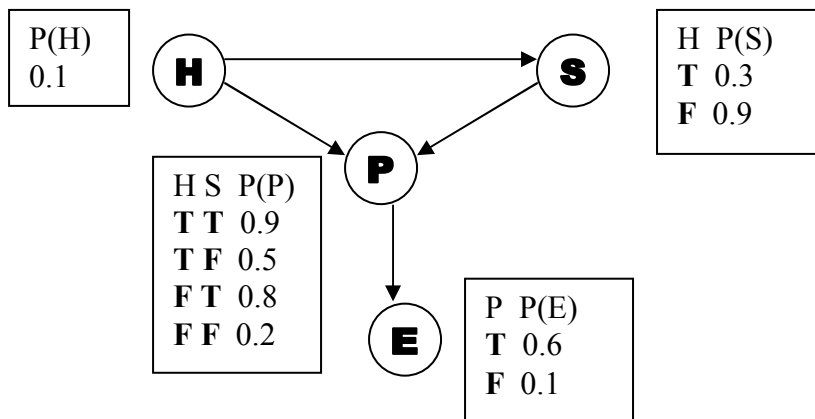 P(H)
0.1
H
S
H P(S)
T 0.3
F 0.9
P
H S P(P)
T T 0.9
T F 0.5
F T 0.8
F F 0.2
E
P P(E)
T 0.6
F 0.1